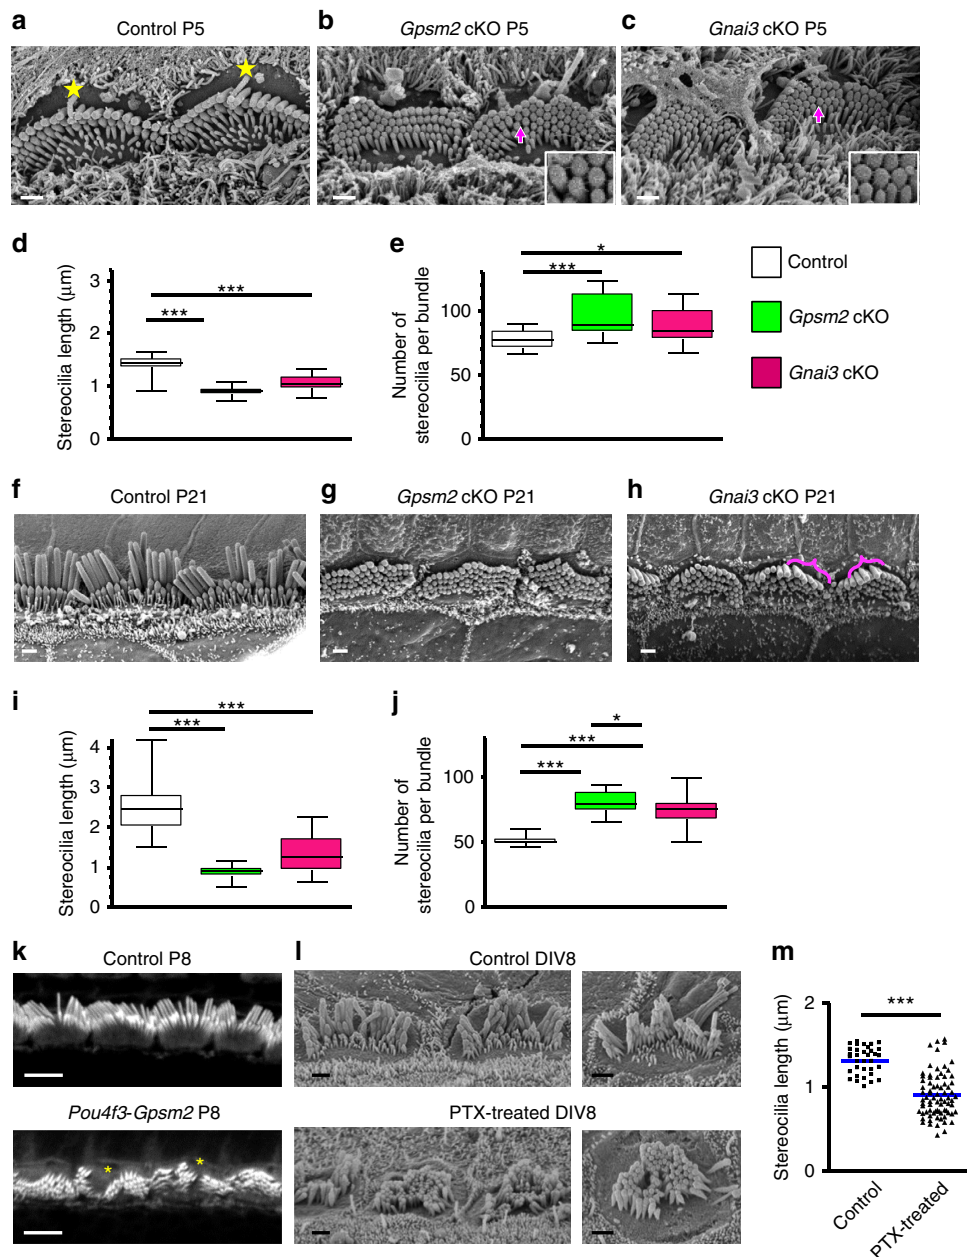 a
Control P5
b
Gpsm2 cKO P5
c
Gnai3 cKO P5
d
Stereocilia length (μm)
3
2
1
0
***
***
e
Number of
stereocilia per bundle
100
50
0
*
***
Control
Gpsm2 cKO
Gnai3 cKO
f
Control P21
g
Gpsm2 cKO P21
h
Gnai3 cKO P21
i
Stereocilia length (μm)
4
3
2
1
0
***
***
j
Number of
stereocilia per bundle
100
50
0
*
***
***
k
Control P8
Pou4f3-Gpsm2 P8
*
*
l
Control DIV8
PTX-treated DIV8
m
Stereocilia length (μm)
2
1
0
***
Control
PTX-treated